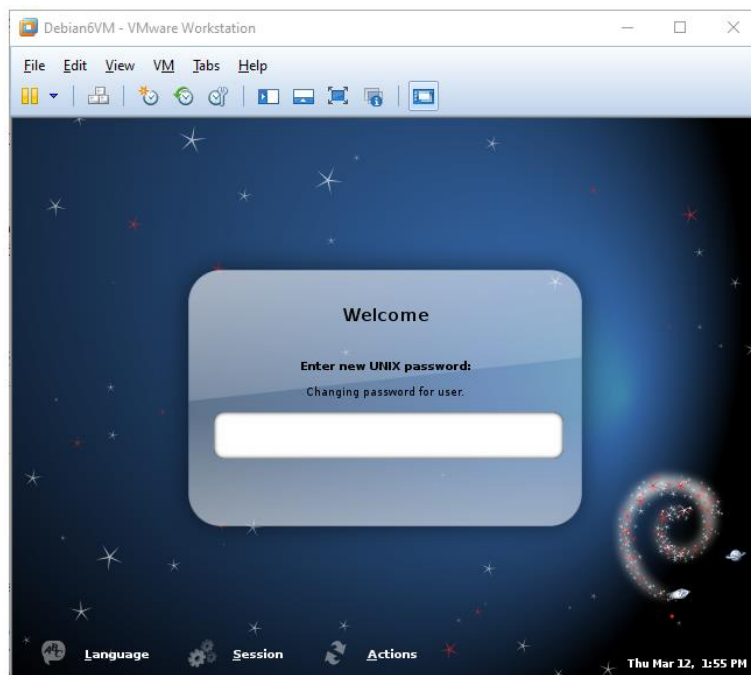 Debian6VM - VMware Workstation
File Edit View VM Tabs Help
Welcome
Enter new UNIX password:
Changing password for user.
Language Session Actions
Thu Mar 12, 1:55 PM